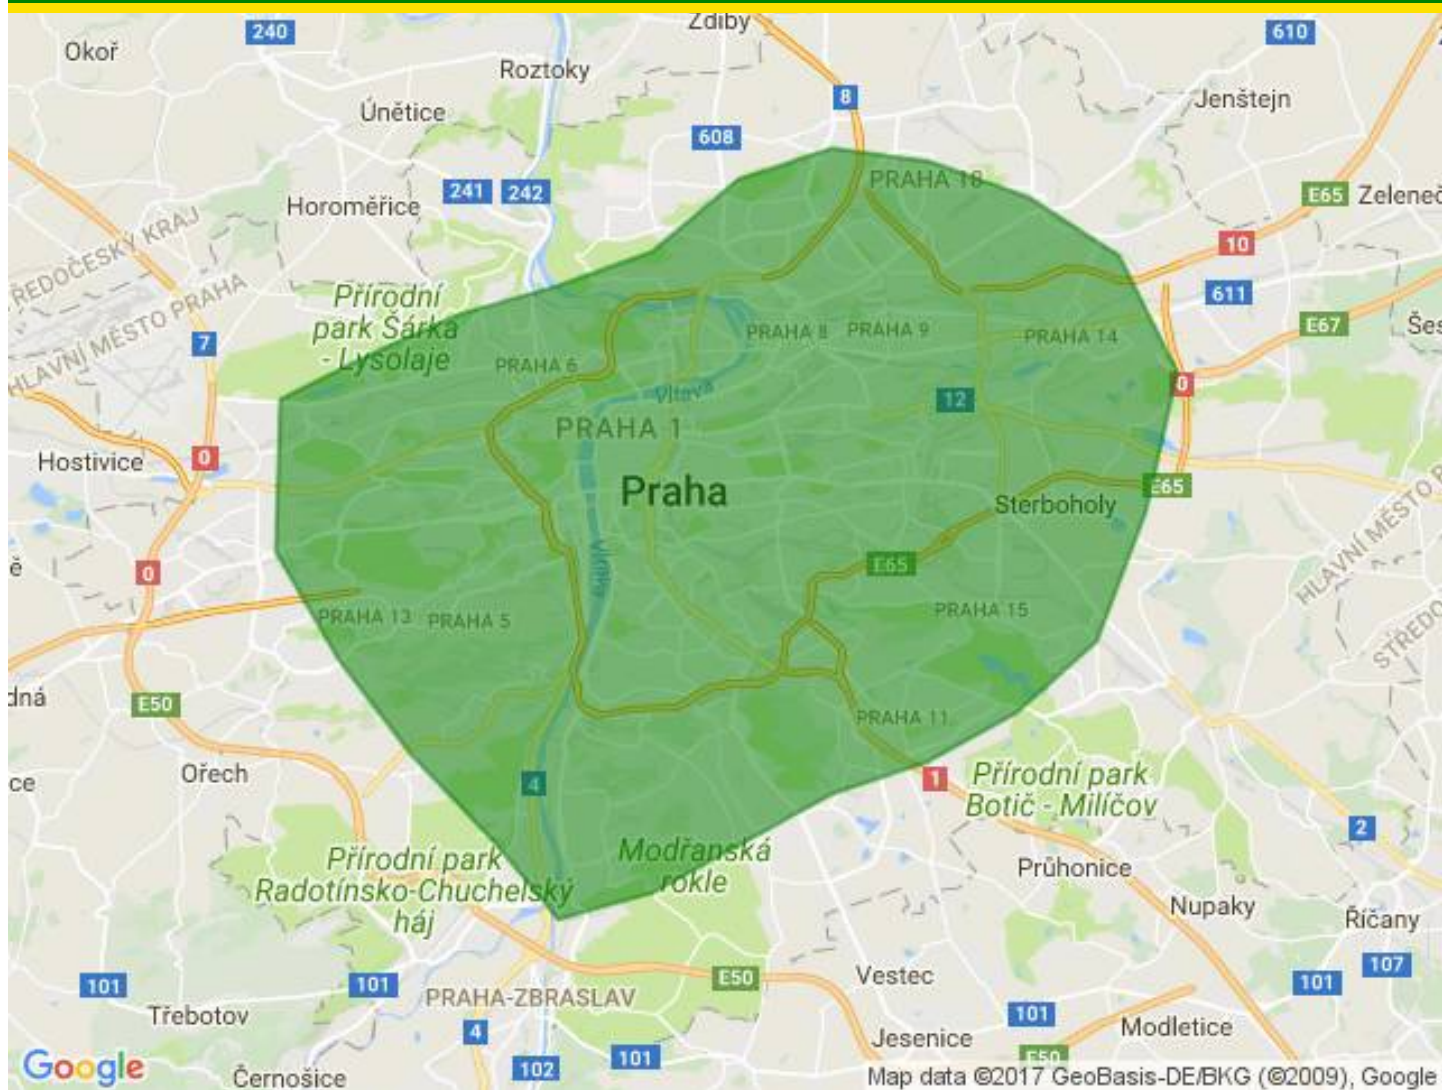 Zdiby
240
610
Okoř
Roztoky
8
Jenštejn
Únětice
608
PRAHA 18
241
242
E65
Zeleneč
Horoměřice
10
STŘEDOČESKÝ KRAJ
HLAVNÍ MĚSTO PRAHA
Přírodní
park Šárka
- Lysolaje
611
E67
Šes
7
PRAHA 8
PRAHA 9
PRAHA 14
PRAHA 6
Vltava
0
12
PRAHA 1
Hostivice
0
Praha
E65
Sterboholy
HLAVNÍ MĚSTO P
ě
0
Vltava
E65
PRAHA 13
PRAHA 5
PRAHA 15
STŘEDO
dná
E50
PRAHA 11
Ořech
ce
4
1
Přírodní park
Botič - Milíčov
2
Modřanská
rokle
Přírodní park
Radotínsko-Chuchelský
háj
Průhonice
Nupaky
Říčany
101
101
E50
Vestec
101
107
PRAHA-ZBRASLAV
Třebotov
4
101
Modletice
Jesenice
101
E50
102
Google
Černošice
Map data ©2017 GeoBasis-DE/BKG (©2009), Google